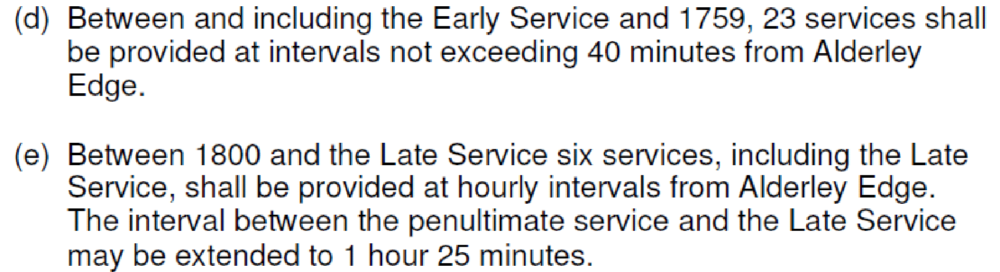 (d) Between and including the Early Service and 1759, 23 services shall
be provided at intervals not exceeding 40 minutes from Alderley
Edge.
(e) Between 1800 and the Late Service six services, including the Late
Service, shall be provided at hourly intervals from Alderley Edge.
The interval between the penultimate service and the Late Service
may be extended to 1 hour 25 minutes.